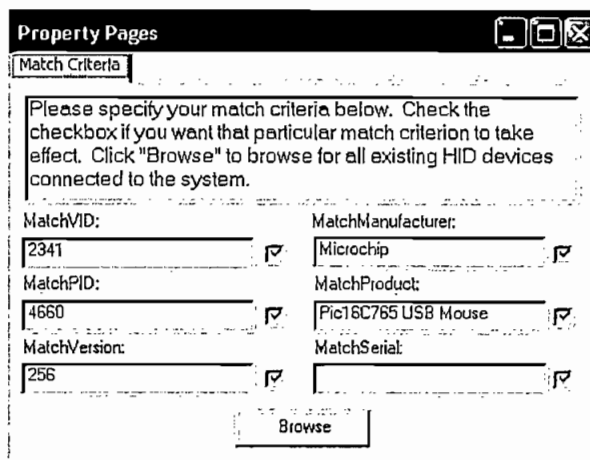 Property Pages
Match Criteria
Please specify your match criteria below. Check the
checkbox if you want that particular match criterion to take
effect. Click "Browse" to browse for all existing HID devices
connected to the system.
MatchVID:
MatchManufacturer:
2341
Microchip
MatchPID:
MatchProduct:
4660
Pic16C765 USB Mouse
MatchVersion:
MatchSerial:
256
Browse